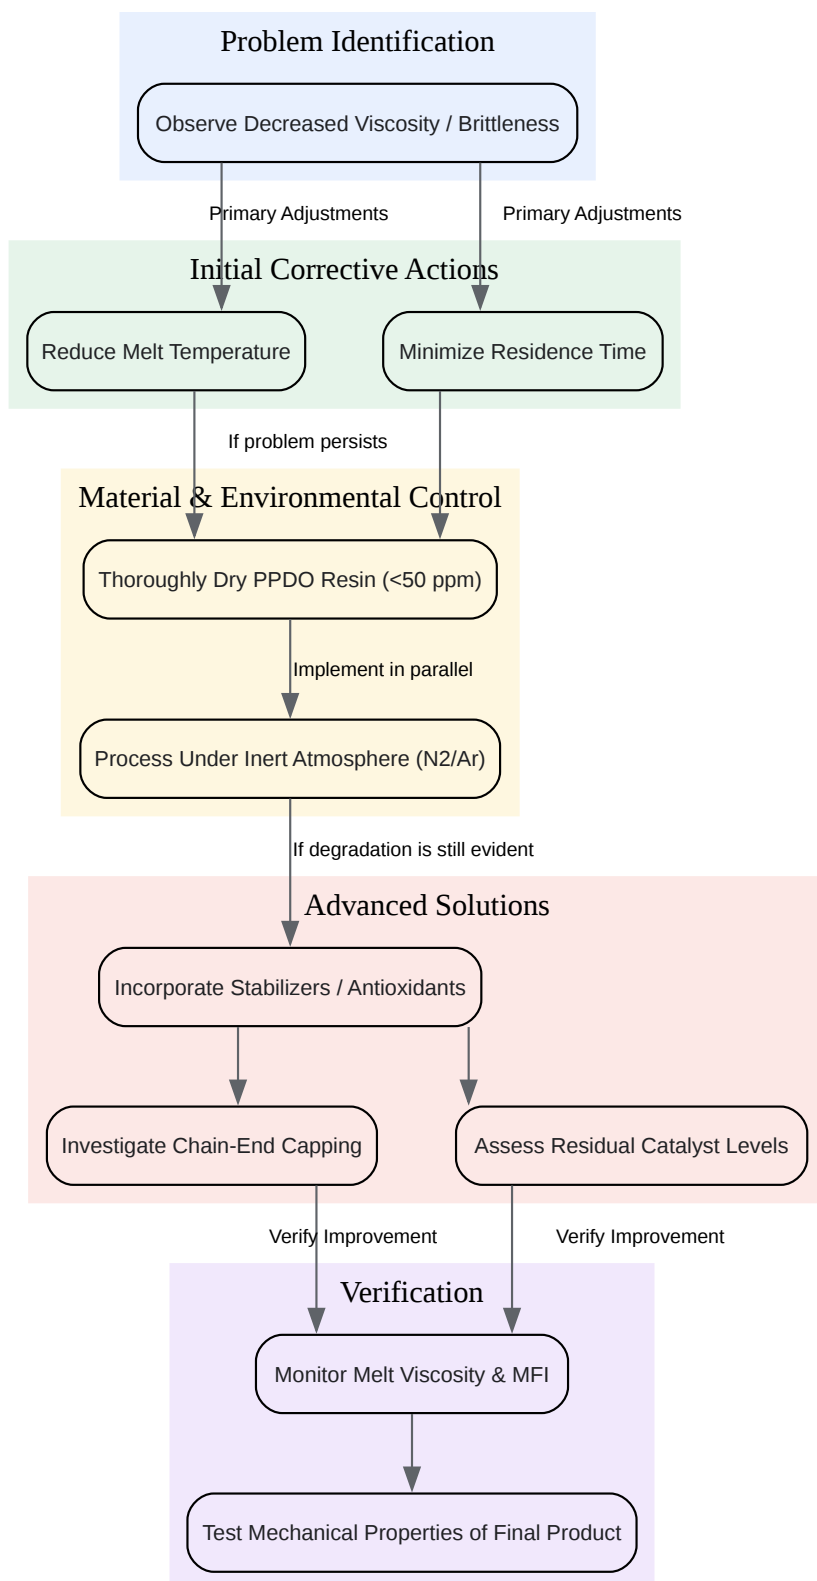 Problem Identification
Observe Decreased Viscosity / Brittleness
Primary Adjustments
Primary Adjustments
Initial Corrective Actions
Reduce Melt Temperature
Minimize Residence Time
If problem persists
Material & Environmental Control
Thoroughly Dry PPDO Resin (<50 ppm)
Implement in parallel
Process Under Inert Atmosphere (N2/Ar)
If degradation is still evident
Advanced Solutions
Incorporate Stabilizers / Antioxidants
Investigate Chain-End Capping
Assess Residual Catalyst Levels
Verify Improvement
Verify Improvement
Verification
Monitor Melt Viscosity & MFI
Test Mechanical Properties of Final Product